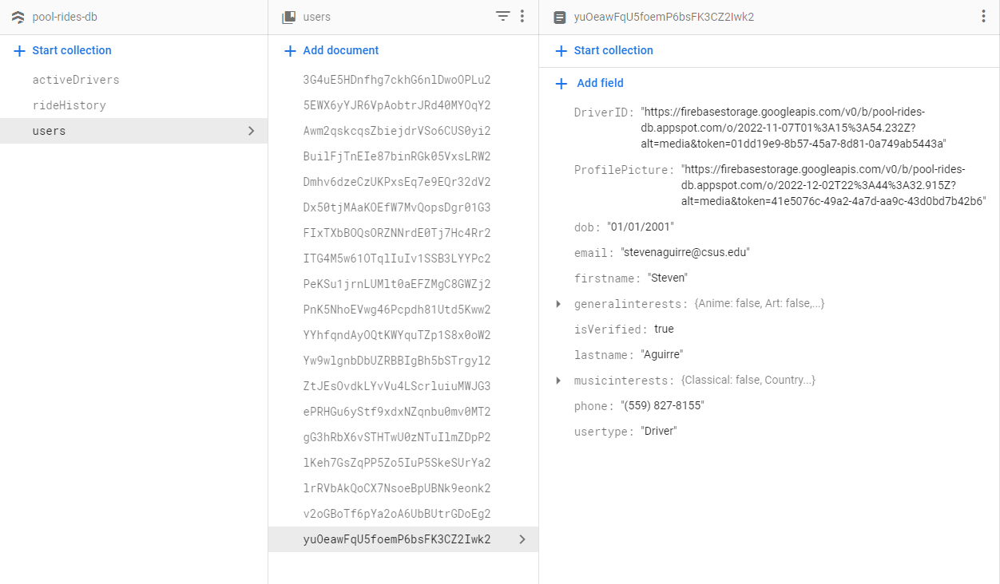 pool-rides-db
Start collection
activeDrivers
rideHistory
users
users
Add document
3G4uE5HDnfhg7ckhG6nlDwoOPLu2
5EWX6yYJR6VpAobtrJRd40MYOqY2
Awm2qskcqsZbiejdrVSo6CUS0yi2
BuilFjTnEIe87binRGk05VxsLRW2
Dmhv6dzeCzUKPxsEq7e9EQr32dV2
Dx50tjMAaKOEfW7MvQopsDgr01G3
FIxTXbBOQsORZNNrdE0Tj7Hc4Rr2
ITG4M5w61OTqlIuIv1SSB3LYYPc2
PeKSu1jrnLUMlt0aEFZMgC8GWZj2
PnK5NhoEVwg46Pcpdh81Utd5Kww2
YYhfqndAyOQtKWYquTZp1S8x0oW2
Yw9wlgnbDbUZRBBIgBh5bSTrgyl2
ZtJEsOvdkLYvVu4LScrluiuMWJG3
ePRHGu6yStf9xdxNZqnbu0mv0MT2
gG3hRbX6vSTHTwU0zNTuIlmZDpP2
lKeh7GsZqPP5Zo5IuP5SkeSUrYa2
lrRVbAkQoCX7NsoeBpUBNk9eonk2
v2oGBoTf6pYa2oA6UbBUtrGDoEg2
yuOeawFqU5foemP6bsFK3CZ2Iwk2
yuOeawFqU5foemP6bsFK3CZ2Iwk2
Start collection
Add field
DriverID: "https://firebasestorage.googleapis.com/v0/b/pool-rides-
db.appspot.com/o/2022-11-07T01%3A15%3A54.232Z?
alt=media&token=01dd19e9-8b57-45a7-8d81-0a749ab5443a"
ProfilePicture: "https://firebasestorage.googleapis.com/v0/b/pool-rides-
db.appspot.com/o/2022-12-02T22%3A44%3A32.915Z?
alt=media&token=41e5076c-49a2-4a7d-aa9c-43d0bd7b42b6"
dob: "01/01/2001"
email: "stevenaguirre@csus.edu"
firstname: "Steven"
generalinterests: {Anime: false, Art: false,...}
isVerified: true
lastname: "Aguirre"
musicinterests: {Classical: false, Country...}
phone: "(559) 827-8155"
usertype: "Driver"